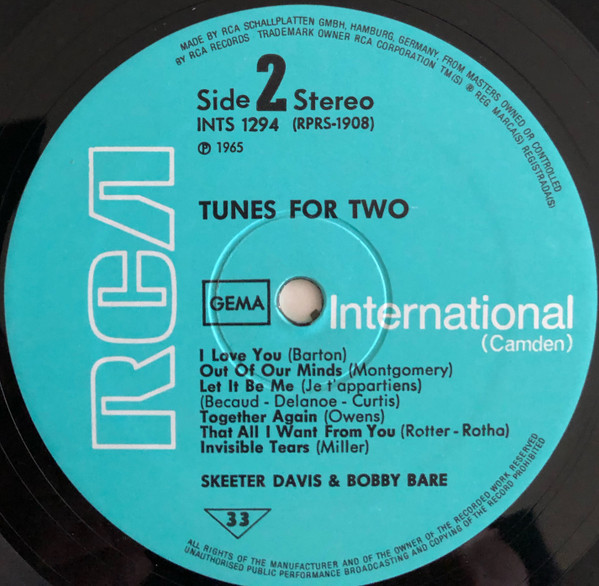 MADE BY RCA SCHALLPLATTEN GMBH, HAMBURG, GERMANY, FROM MASTERS OWNED OR CONTROLLED
BY RCA RECORDS TRADEMARK OWNER RCA CORPORATION TM(S) ® REG. MARCA(S) REGISTRADA(S)
Side 2 Stereo
INTS 1294 (RPRS-1908)
℗ 1965
RCA
TUNES FOR TWO
GEMA
International
(Camden)
I Love You (Barton)
Out Of Our Minds (Montgomery)
Let It Be Me (Je t'appartiens)
(Becaud - Delanoe - Curtis)
Together Again (Owens)
That All I Want From You (Rotter - Rotha)
Invisible Tears (Miller)
SKEETER DAVIS & BOBBY BARE
33
ALL RIGHTS OF THE MANUFACTURER AND OF THE OWNER OF THE RECORDED WORK RESERVED
UNAUTHORISED PUBLIC PERFORMANCE BROADCASTING AND COPYING OF THE RECORD PROHIBITED